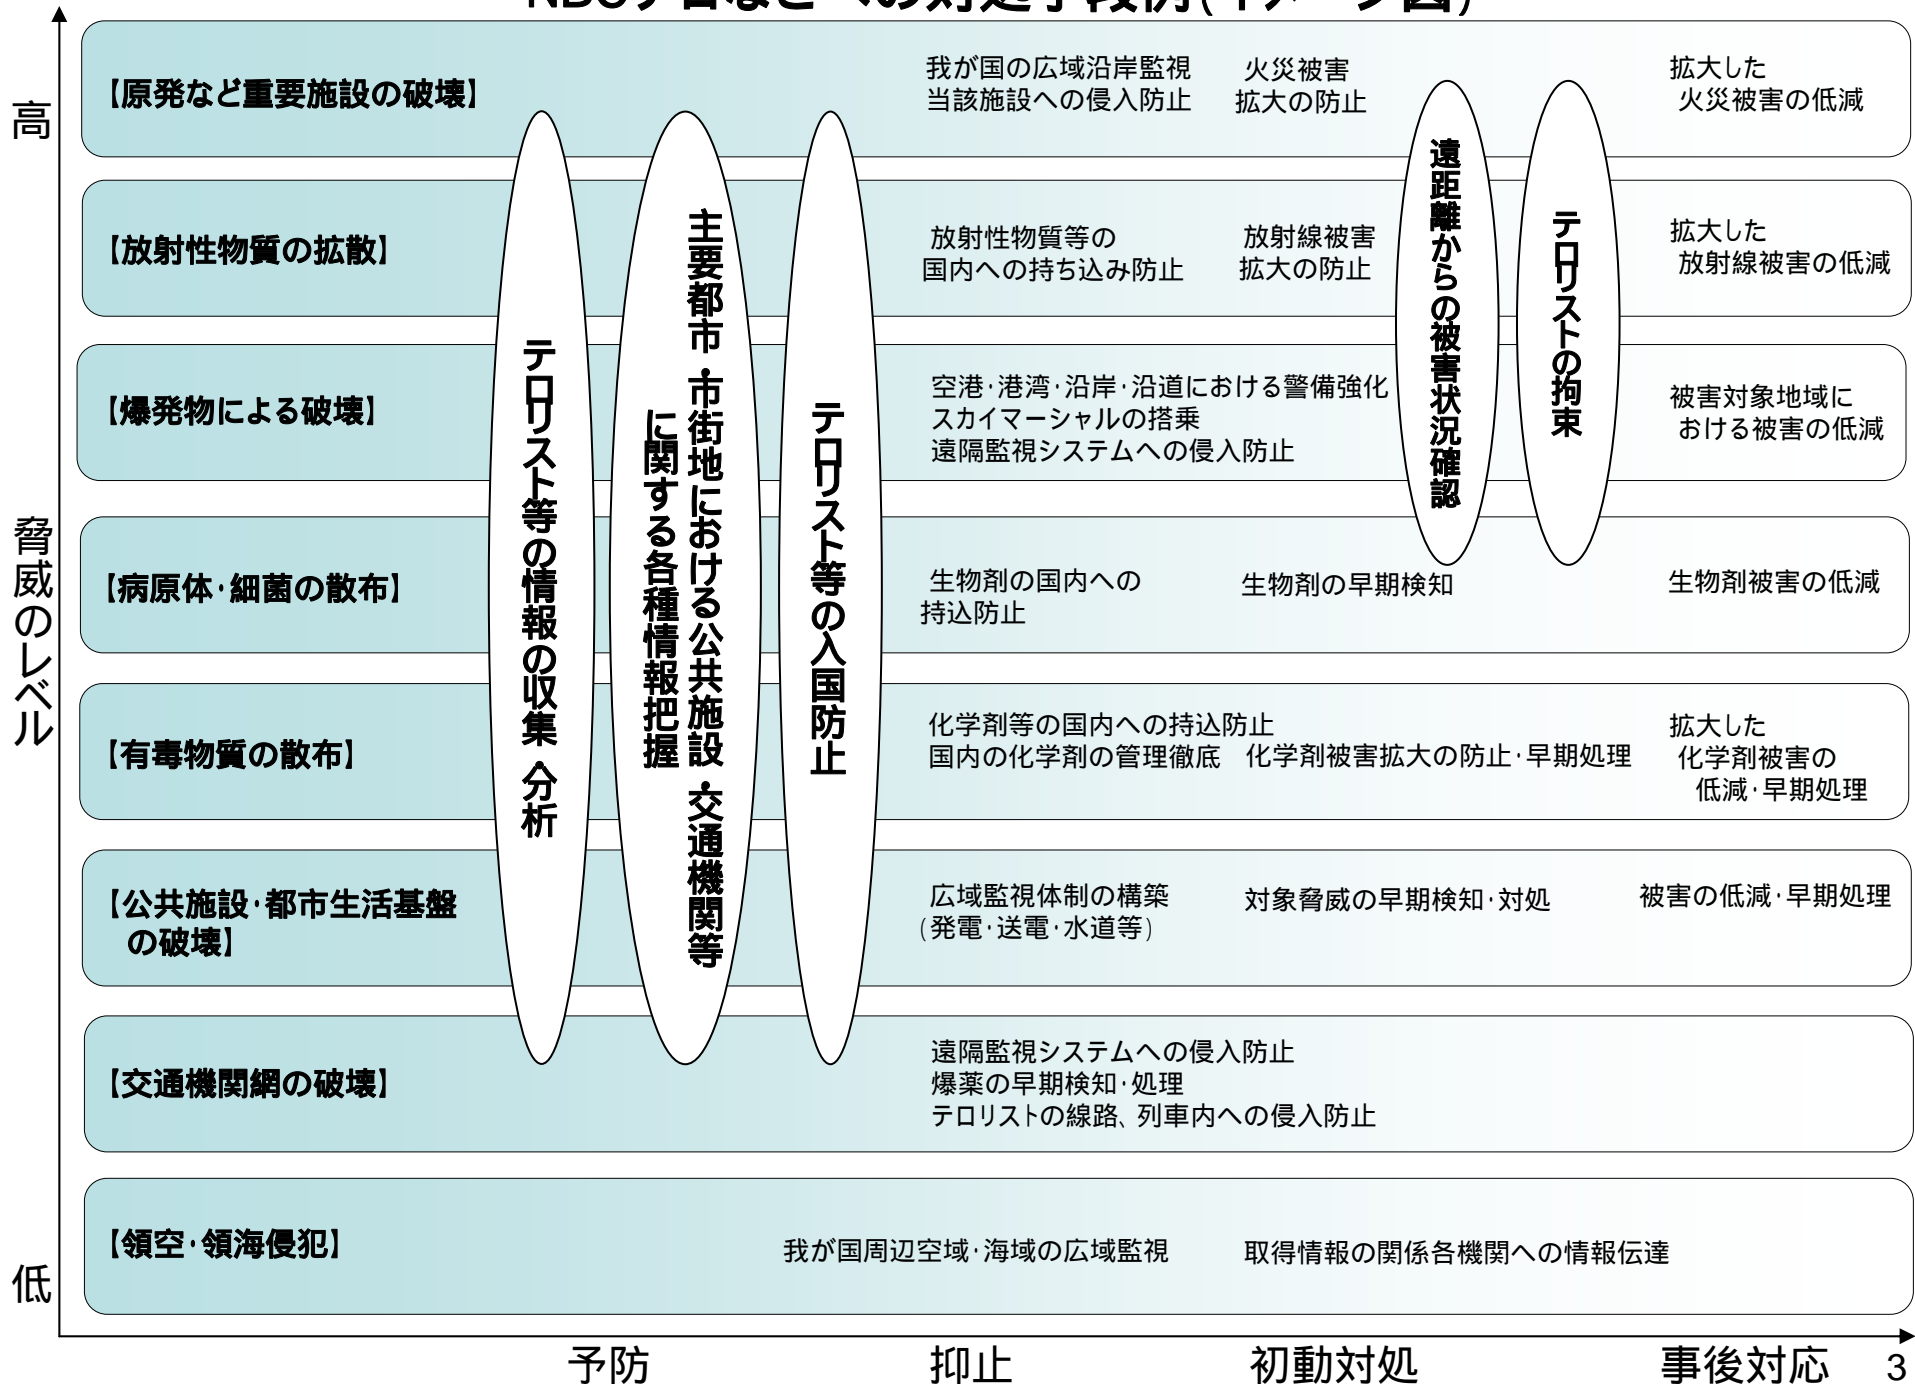 NBCテロなどへの対処手段例(イメージ図)
高
脅威のレベル
低
【原発など重要施設の破壊】
我が国の広域沿岸監視
当該施設への侵入防止
火災被害
拡大の防止
拡大した
火災被害の低減
【放射性物質の拡散】
放射性物質等の
国内への持ち込み防止
放射線被害
拡大の防止
拡大した
放射線被害の低減
【爆発物による破壊】
空港・港湾・沿岸・沿道における警備強化
スカイマーシャルの搭乗
遠隔監視システムへの侵入防止
被害対象地域に
おける被害の低減
【病原体・細菌の散布】
生物剤の国内への
持込防止
生物剤の早期検知
生物剤被害の低減
【有毒物質の散布】
化学剤等の国内への持込防止
国内の化学剤の管理徹底
化学剤被害拡大の防止・早期処理
拡大した
化学剤被害の
低減・早期処理
【公共施設・都市生活基盤
の破壊】
広域監視体制の構築
(発電・送電・水道等)
対象脅威の早期検知・対処
被害の低減・早期処理
【交通機関網の破壊】
遠隔監視システムへの侵入防止
爆薬の早期検知・処理
テロリストの線路、列車内への侵入防止
【領空・領海侵犯】
我が国周辺空域・海域の広域監視
取得情報の関係各機関への情報伝達
テロリスト等の情報の収集・分析
主要都市・市街地における公共施設・交通機関等
に関する各種情報把握
テロリスト等の入国防止
遠距離からの被害状況確認
テロリストの拘束
予防
抑止
初動対処
事後対応
3